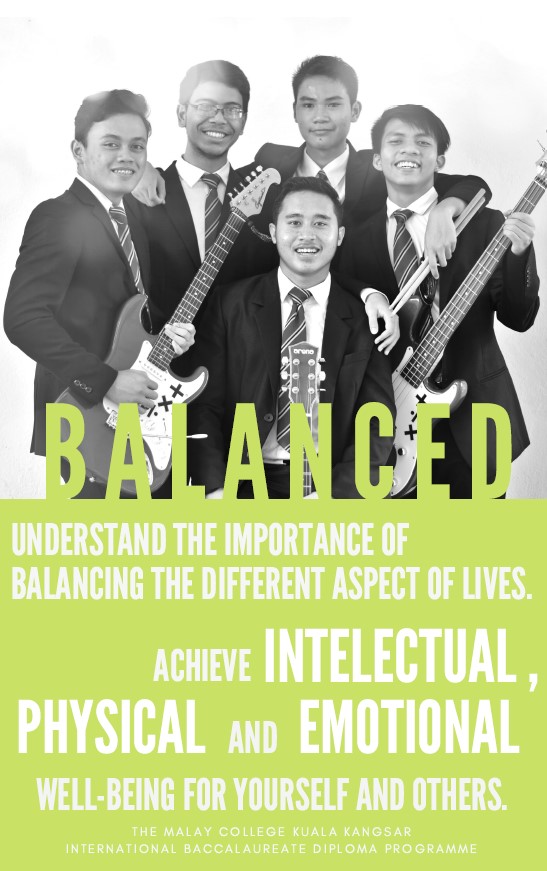 BALANCED
UNDERSTAND THE IMPORTANCE OF
BALANCING THE DIFFERENT ASPECT OF LIVES.
ACHIEVE INTELECTUAL ,
PHYSICAL AND EMOTIONAL
WELL-BEING FOR YOURSELF AND OTHERS.
THE MALAY COLLEGE KUALA KANGSAR
INTERNATIONAL BACCALAUREATE DIPLOMA PROGRAMME